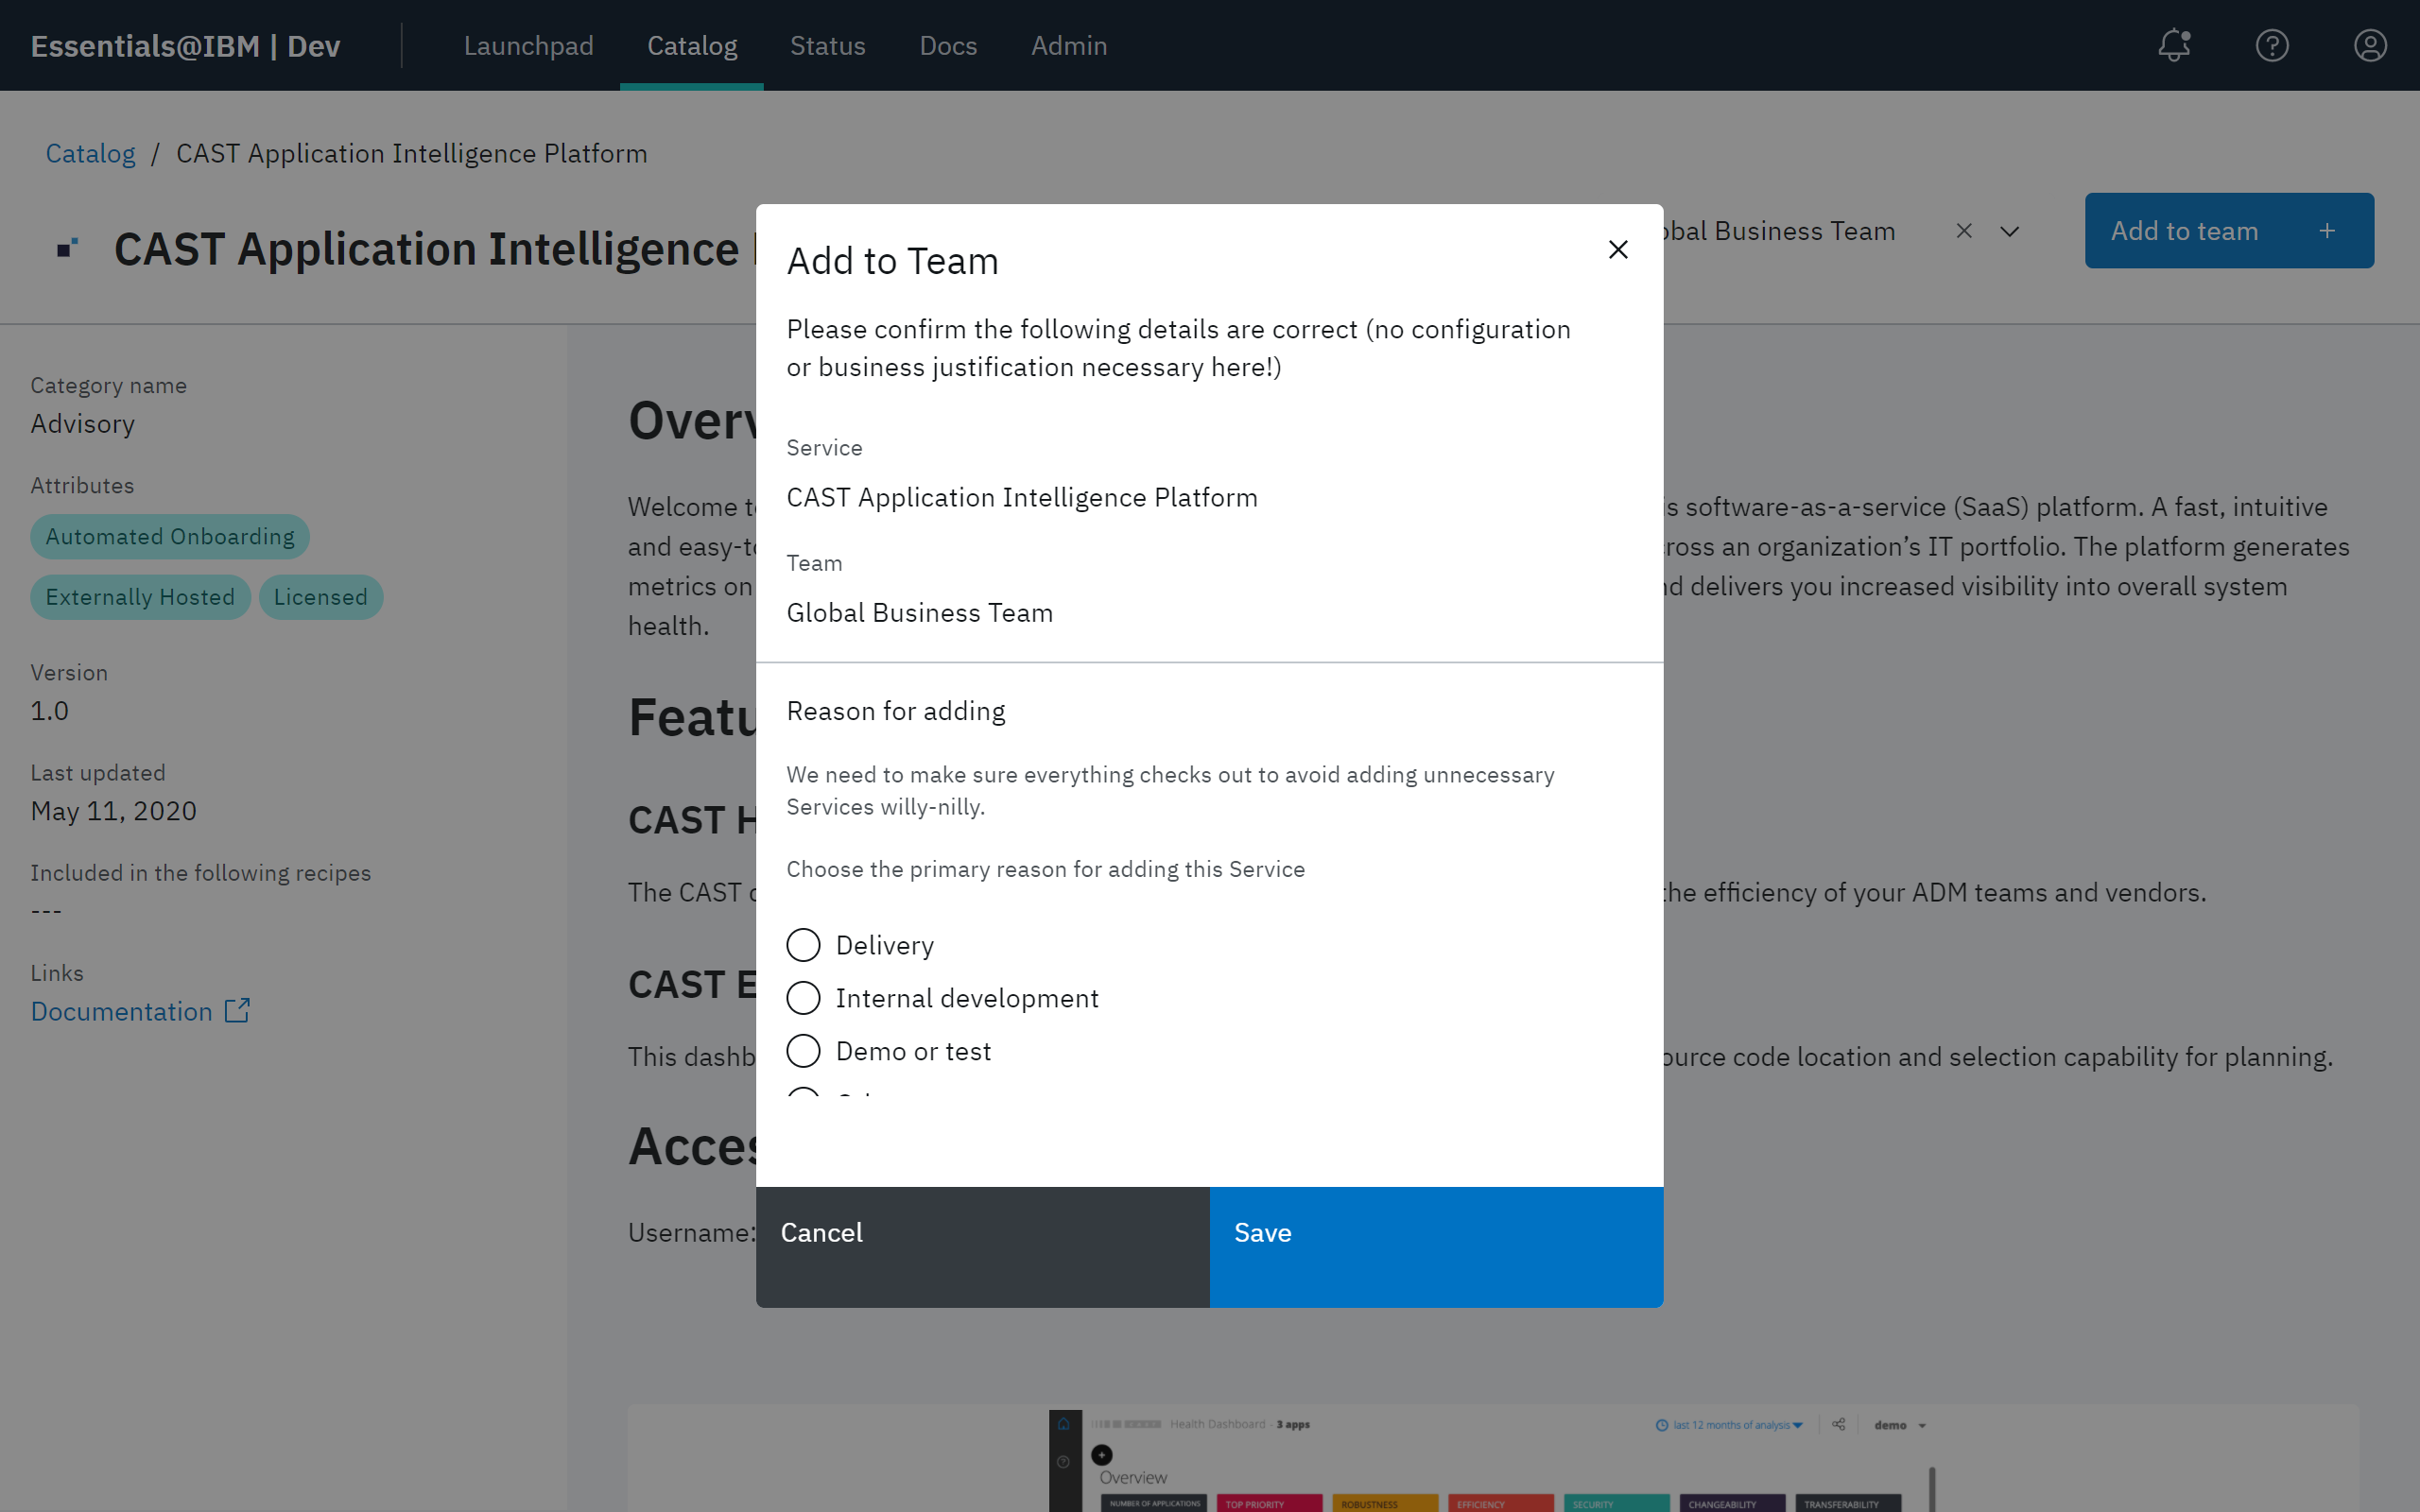 Essentials@IBM | Dev
Launchpad
Catalog
Status
Docs
Admin
Catalog / CAST Application Intelligence Platform
CAST Application Intelligence
bal Business Team
Add to team
Category name
Advisory
Attributes
Automated Onboarding
Externally Hosted
Licensed
Version
1.0
Last updated
May 11, 2020
Included in the following recipes
---
Links
Documentation
Overv
Welcome t
s software-as-a-service (SaaS) platform. A fast, intuitive
and easy-t
ross an organization’s IT portfolio. The platform generates
metrics on
d delivers you increased visibility into overall system
health.
Featu
CAST H
The CAST
he efficiency of your ADM teams and vendors.
CAST E
This dashb
ource code location and selection capability for planning.
Acces
Username:
Add to Team
Please confirm the following details are correct (no configuration
or business justification necessary here!)
Service
CAST Application Intelligence Platform
Team
Global Business Team
Reason for adding
We need to make sure everything checks out to avoid adding unnecessary
Services willy-nilly.
Choose the primary reason for adding this Service
Delivery
Internal development
Demo or test
Cancel
Save
Health Dashboard - 3 apps
last 12 months of analysis
demo
Overview
NUMBER OF APPLICATIONS
TOP PRIORITY
ROBUSTNESS
EFFICIENCY
SECURITY
CHANGEABILITY
TRANSFERABILITY